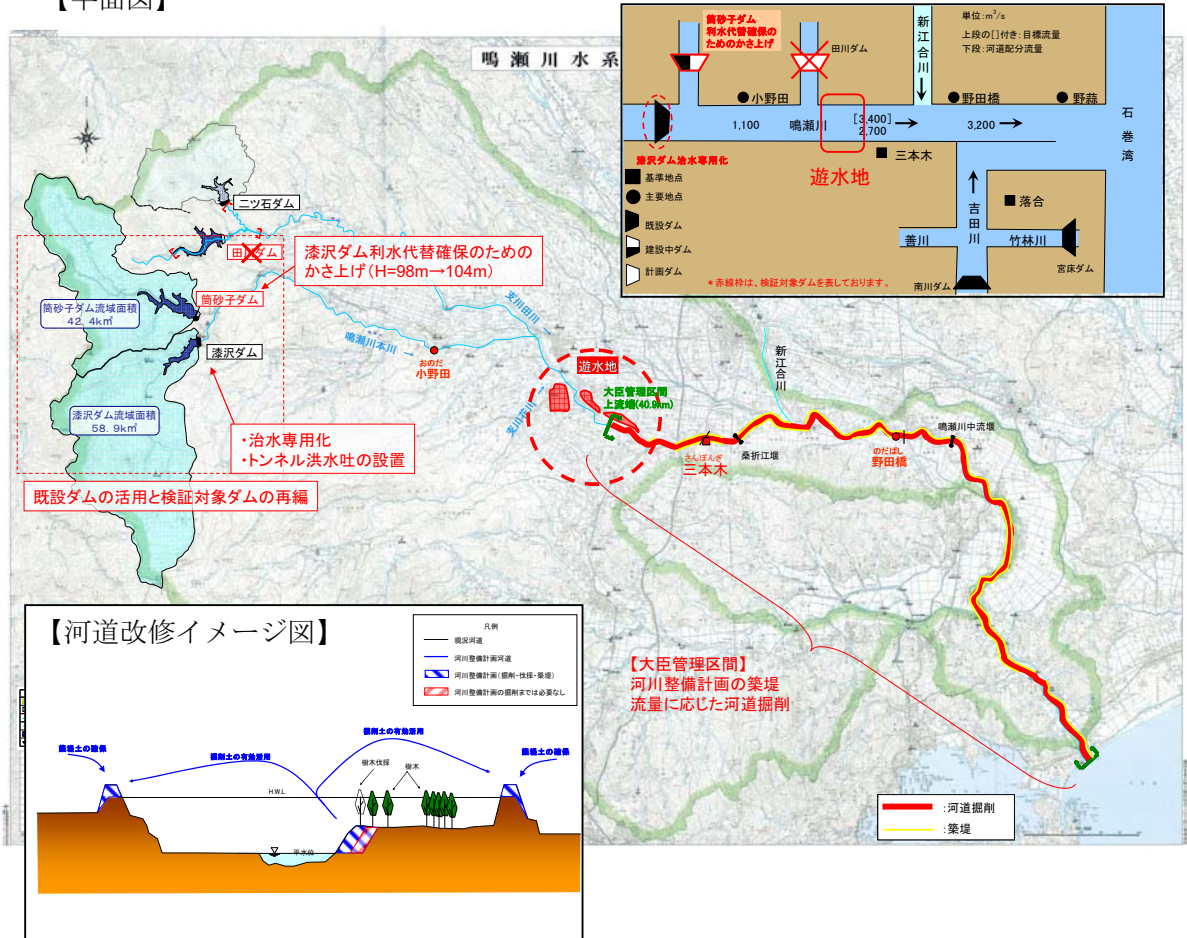 【平面図】
鳴瀬川水系
筒砂子ダム
利水代替確保の
ためのかさ上げ
田川ダム
新江合川
単位:m³/s
上段の[]付き:目標流量
下段:河道配分流量
小野田
野田橋
野蒜
1,100
鳴瀬川
[3,400]
2,700
3,200
石巻湾
漆沢ダム治水専用化
遊水地
三本木
基準地点
主要地点
既設ダム
建設中ダム
計画ダム
吉田川
落合
善川
竹林川
宮床ダム
南川ダム
*赤線枠は、検証対象ダムを表しております。
二ツ石ダム
田川ダム
漆沢ダム利水代替確保のための
かさ上げ(H=98m→104m)
筒砂子ダム
筒砂子ダム流域面積
42.4km²
漆沢ダム
支川田川
鳴瀬川本川
おのだ
小野田
漆沢ダム流域面積
58.9km²
・治水専用化
・トンネル洪水吐の設置
既設ダムの活用と検証対象ダムの再編
遊水地
大臣管理区間
上流端(40.9km)
支川花川
新江合川
さんぼんぎ
三本木
桑折江堰
のだばし
野田橋
鳴瀬川中流堰
【大臣管理区間】
河川整備計画の築堤
流量に応じた河道掘削
:河道掘削
:築堤
【河道改修イメージ図】
凡例
現況河道
河川整備計画河道
河川整備計画(掘削・伐採・築堤)
河川整備計画の掘削までは必要なし
築堤土の確保
掘削土の有効活用
掘削土の有効活用
築堤土の確保
樹木伐採
樹木
H.W.L
平水位